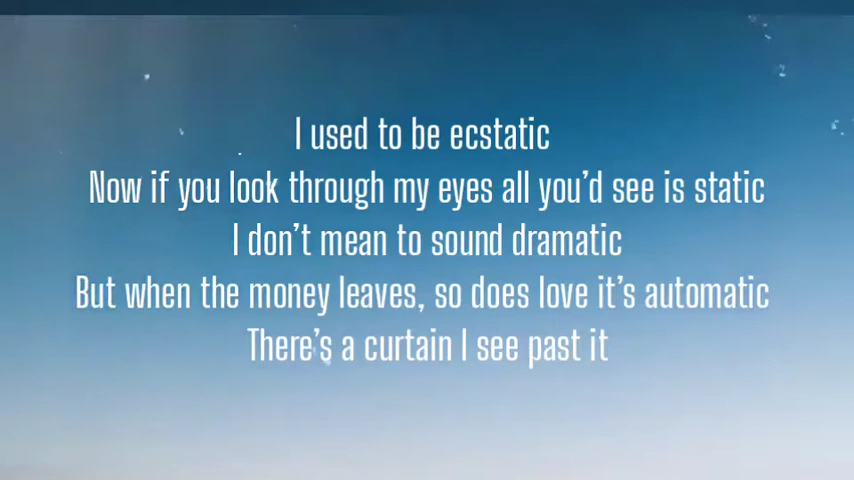 I used to be ecstatic
Now if you look through my eyes all you'd see is static
I don't mean to sound dramatic
But when the money leaves, so does love it's automatic
There's a curtain I see past it